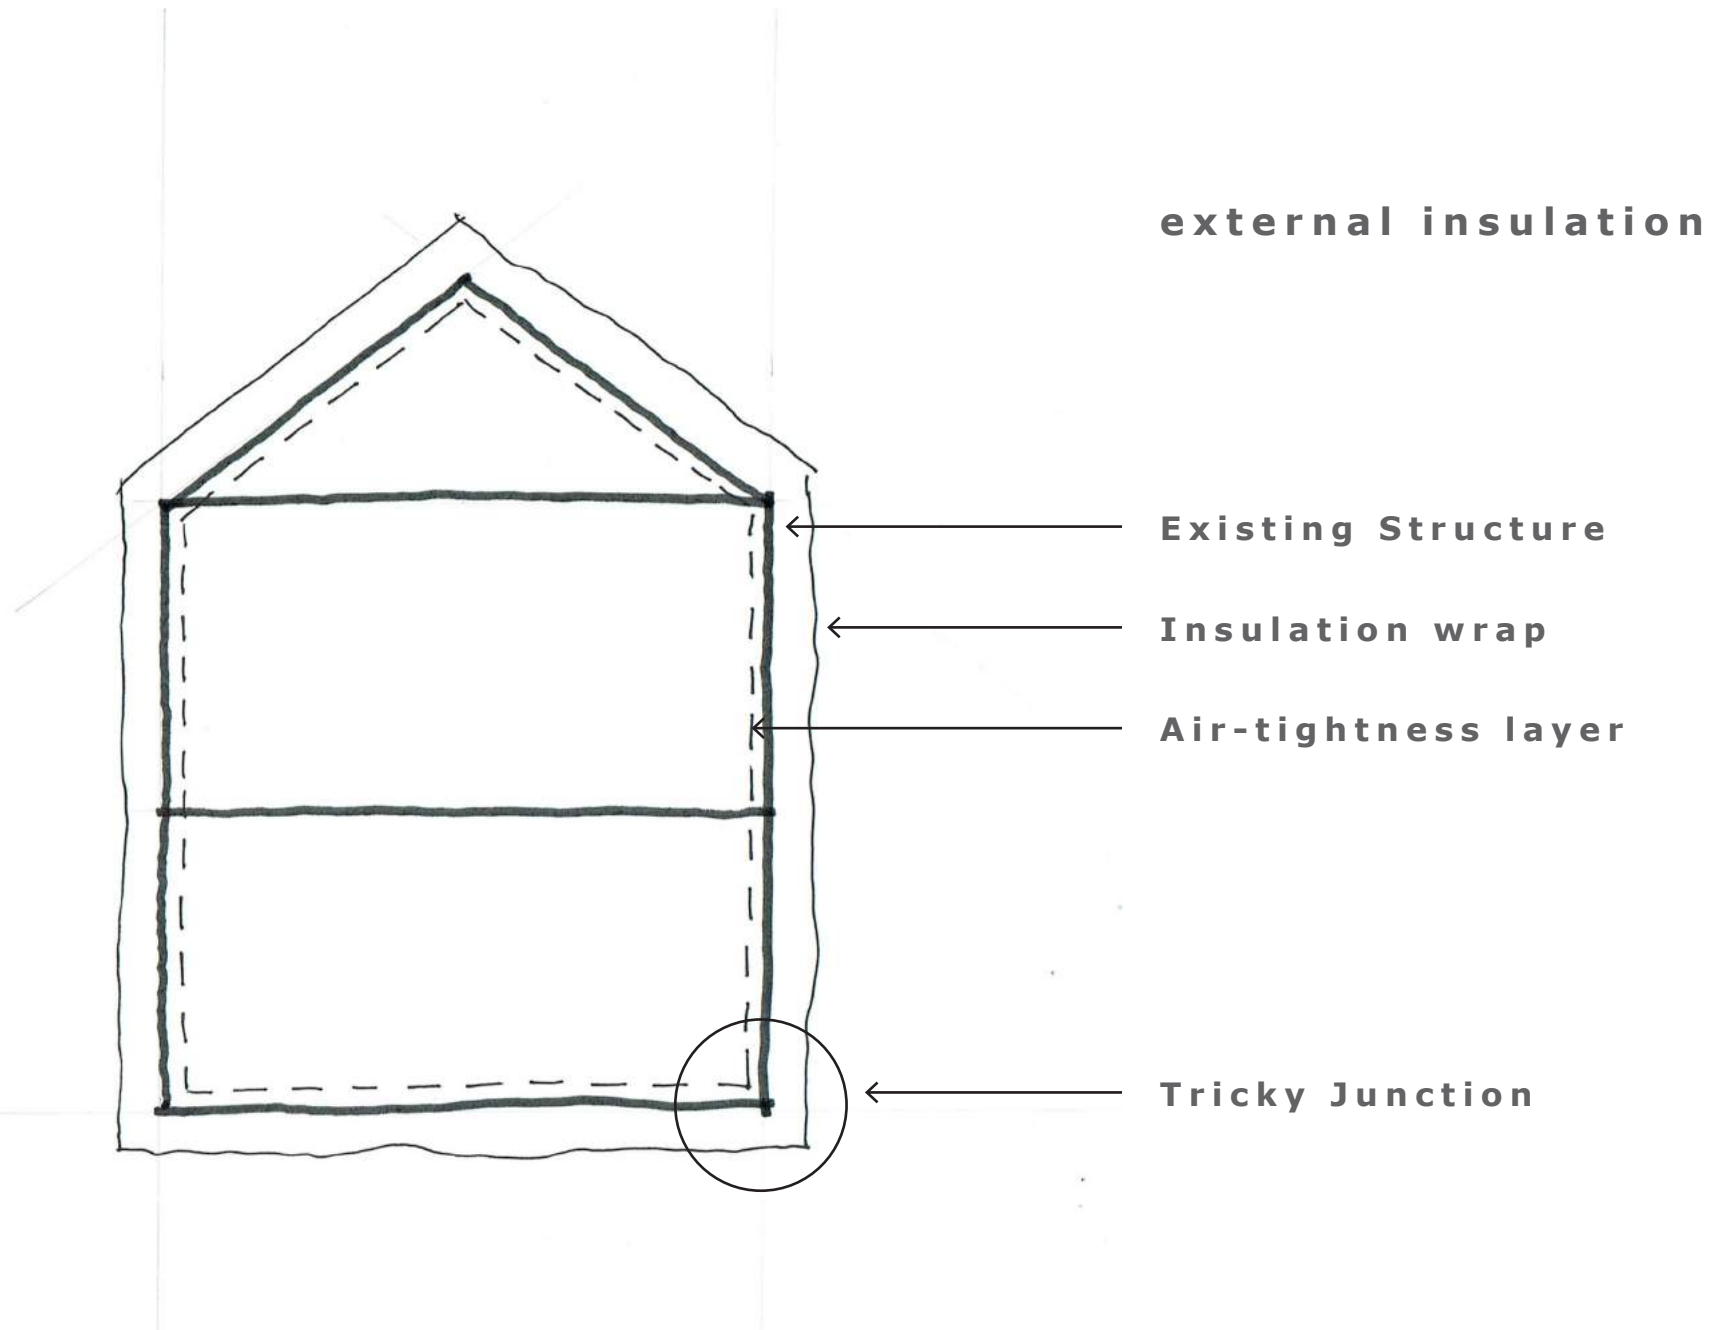 external insulation
Existing Structure
Insulation wrap
Air-tightness layer
Tricky Junction